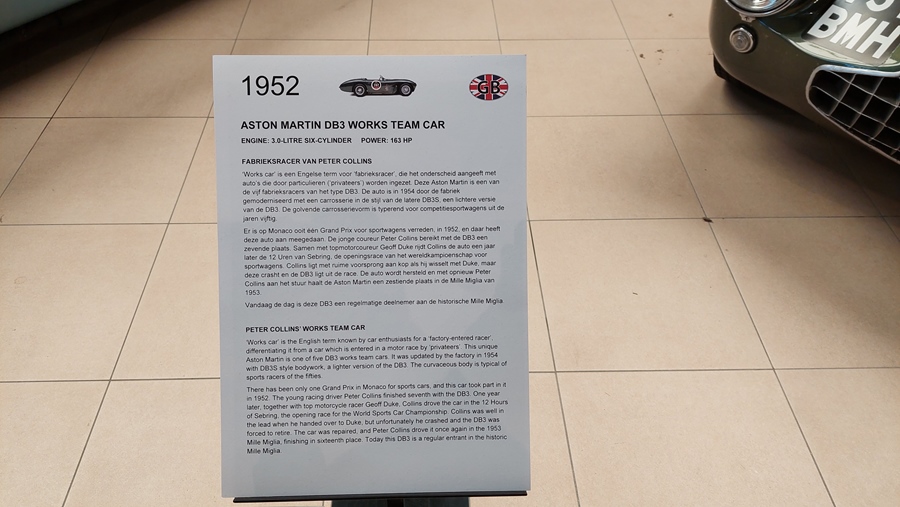 1952
GB
ASTON MARTIN DB3 WORKS TEAM CAR
ENGINE: 3.0-LITRE SIX-CYLINDER POWER: 163 HP
FABRIEKSRACER VAN PETER COLLINS
'Works car' is een Engelse term voor 'fabrieksracer', die het onderscheid aangeeft met
auto's die door particulieren ('privateers') worden ingezet. Deze Aston Martin is een van
de vijf fabrieksracers van het type DB3. De auto is in 1954 door de fabriek
gemoderniseerd met een carrosserie in de stijl van de latere DB3S, een lichtere versie
van de DB3. De golvende carrosserievorm is typerend voor competitiesportwagens uit de
jaren vijftig.
Er is op Monaco ooit één Grand Prix voor sportwagens verreden, in 1952, en daar heeft
deze auto aan meegedaan. De jonge coureur Peter Collins bereikt met de DB3 een
zevende plaats. Samen met topmotorcoureur Geoff Duke rijdt Collins de auto een jaar
later de 12 Uren van Sebring, de openingsrace van het wereldkampioenschap voor
sportwagens. Collins ligt met ruime voorsprong aan kop als hij wisselt met Duke, maar
deze crasht en de DB3 ligt uit de race. De auto wordt hersteld en met opnieuw Peter
Collins aan het stuur haalt de Aston Martin een zestiende plaats in de Mille Miglia van
1953.
Vandaag de dag is deze DB3 een regelmatige deelnemer aan de historische Mille Miglia
PETER COLLINS' WORKS TEAM CAR
'Works car' is the English term known by car enthusiasts for a 'factory-entered racer',
differentiating it from a car which is entered in a motor race by 'privateers'. This unique
Aston Martin is one of five DB3 works team cars. It was updated by the factory in 1954
with DB3S style bodywork, a lighter version of the DB3. The curvaceous body is typical of
sports racers of the fifties.
There has been only one Grand Prix in Monaco for sports cars, and this car took part in it
in 1952. The young racing driver Peter Collins finished seventh with the DB3. One year
later, together with top motorcycle racer Geoff Duke, Collins drove the car in the 12 Hours
of Sebring, the opening race for the World Sports Car Championship. Collins was well in
the lead when he handed over to Duke, but unfortunately he crashed and the DB3 was
forced to retire. The car was repaired, and Peter Collins drove it once again in the 1953
Mille Miglia, finishing in sixteenth place. Today this DB3 is a regular entrant in the historic
Mille Miglia.
BMH